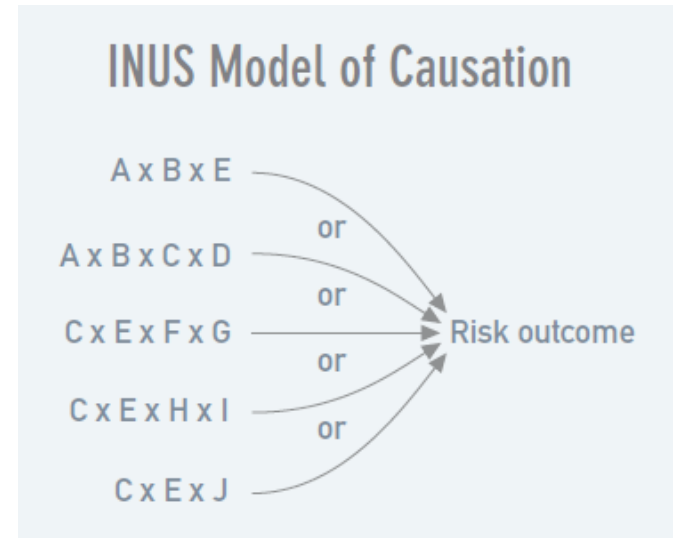 INUS Model of Causation
A x B x E
or
A x B x C x D
or
C x E x F x G
Risk outcome
or
C x E x H x I
or
C x E x J